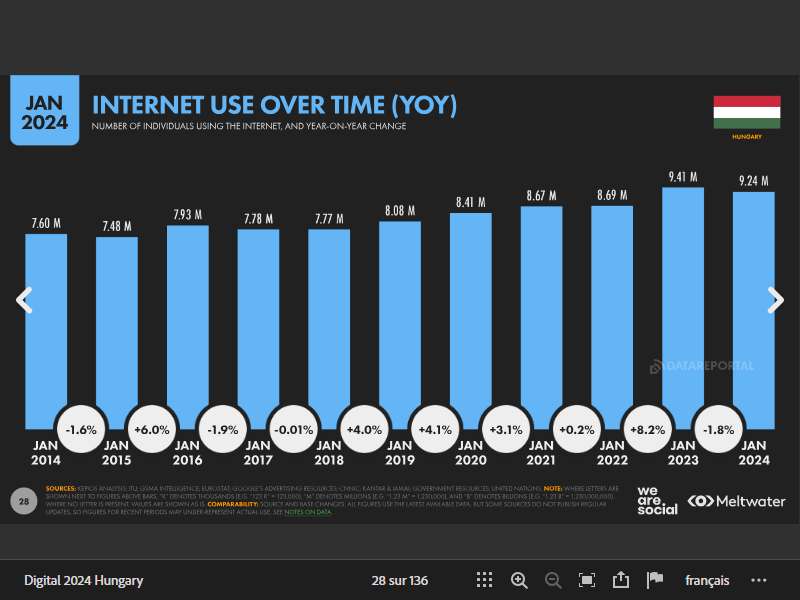 JAN
2024
INTERNET USE OVER TIME (YOY)
NUMBER OF INDIVIDUALS USING THE INTERNET, AND YEAR-ON-YEAR CHANGE
HUNGARY
7.60 M
7.48 M
7.93 M
7.78 M
7.77 M
8.08 M
8.41 M
8.67 M
8.69 M
9.41 M
9.24 M
DATAREPORTAL
-1.6%
+6.0%
-1.9%
-0.01%
+4.0%
+4.1%
+3.1%
+0.2%
+8.2%
-1.8%
JAN
2014
JAN
2015
JAN
2016
JAN
2017
JAN
2018
JAN
2019
JAN
2020
JAN
2021
JAN
2022
JAN
2023
JAN
2024
28
SOURCES: KEPIOS ANALYSIS; ITU; GSMA INTELLIGENCE; EUROSTAT; GOOGLE'S ADVERTISING RESOURCES; CNNIC; KANTAR & IAMAI; GOVERNMENT RESOURCES; UNITED NATIONS. NOTE: WHERE LETTERS ARE
SHOWN NEXT TO FIGURES ABOVE BARS, "K" DENOTES THOUSANDS (E.G. "123 K" = 123,000), "M" DENOTES MILLIONS (E.G. "1.23 M" = 1,230,000), AND "B" DENOTES BILLIONS (E.G. "1.23 B" = 1,230,000,000).
WHERE NO LETTER IS PRESENT, VALUES ARE SHOWN AS IS. COMPARABILITY: SOURCE AND BASE CHANGES. ALL FIGURES USE THE LATEST AVAILABLE DATA, BUT SOME SOURCES DO NOT PUBLISH REGULAR
UPDATES, SO FIGURES FOR RECENT PERIODS MAY UNDER-REPRESENT ACTUAL USE. SEE NOTES ON DATA.
we
are.
social
Meltwater
Digital 2024 Hungary
28 sur 136
français